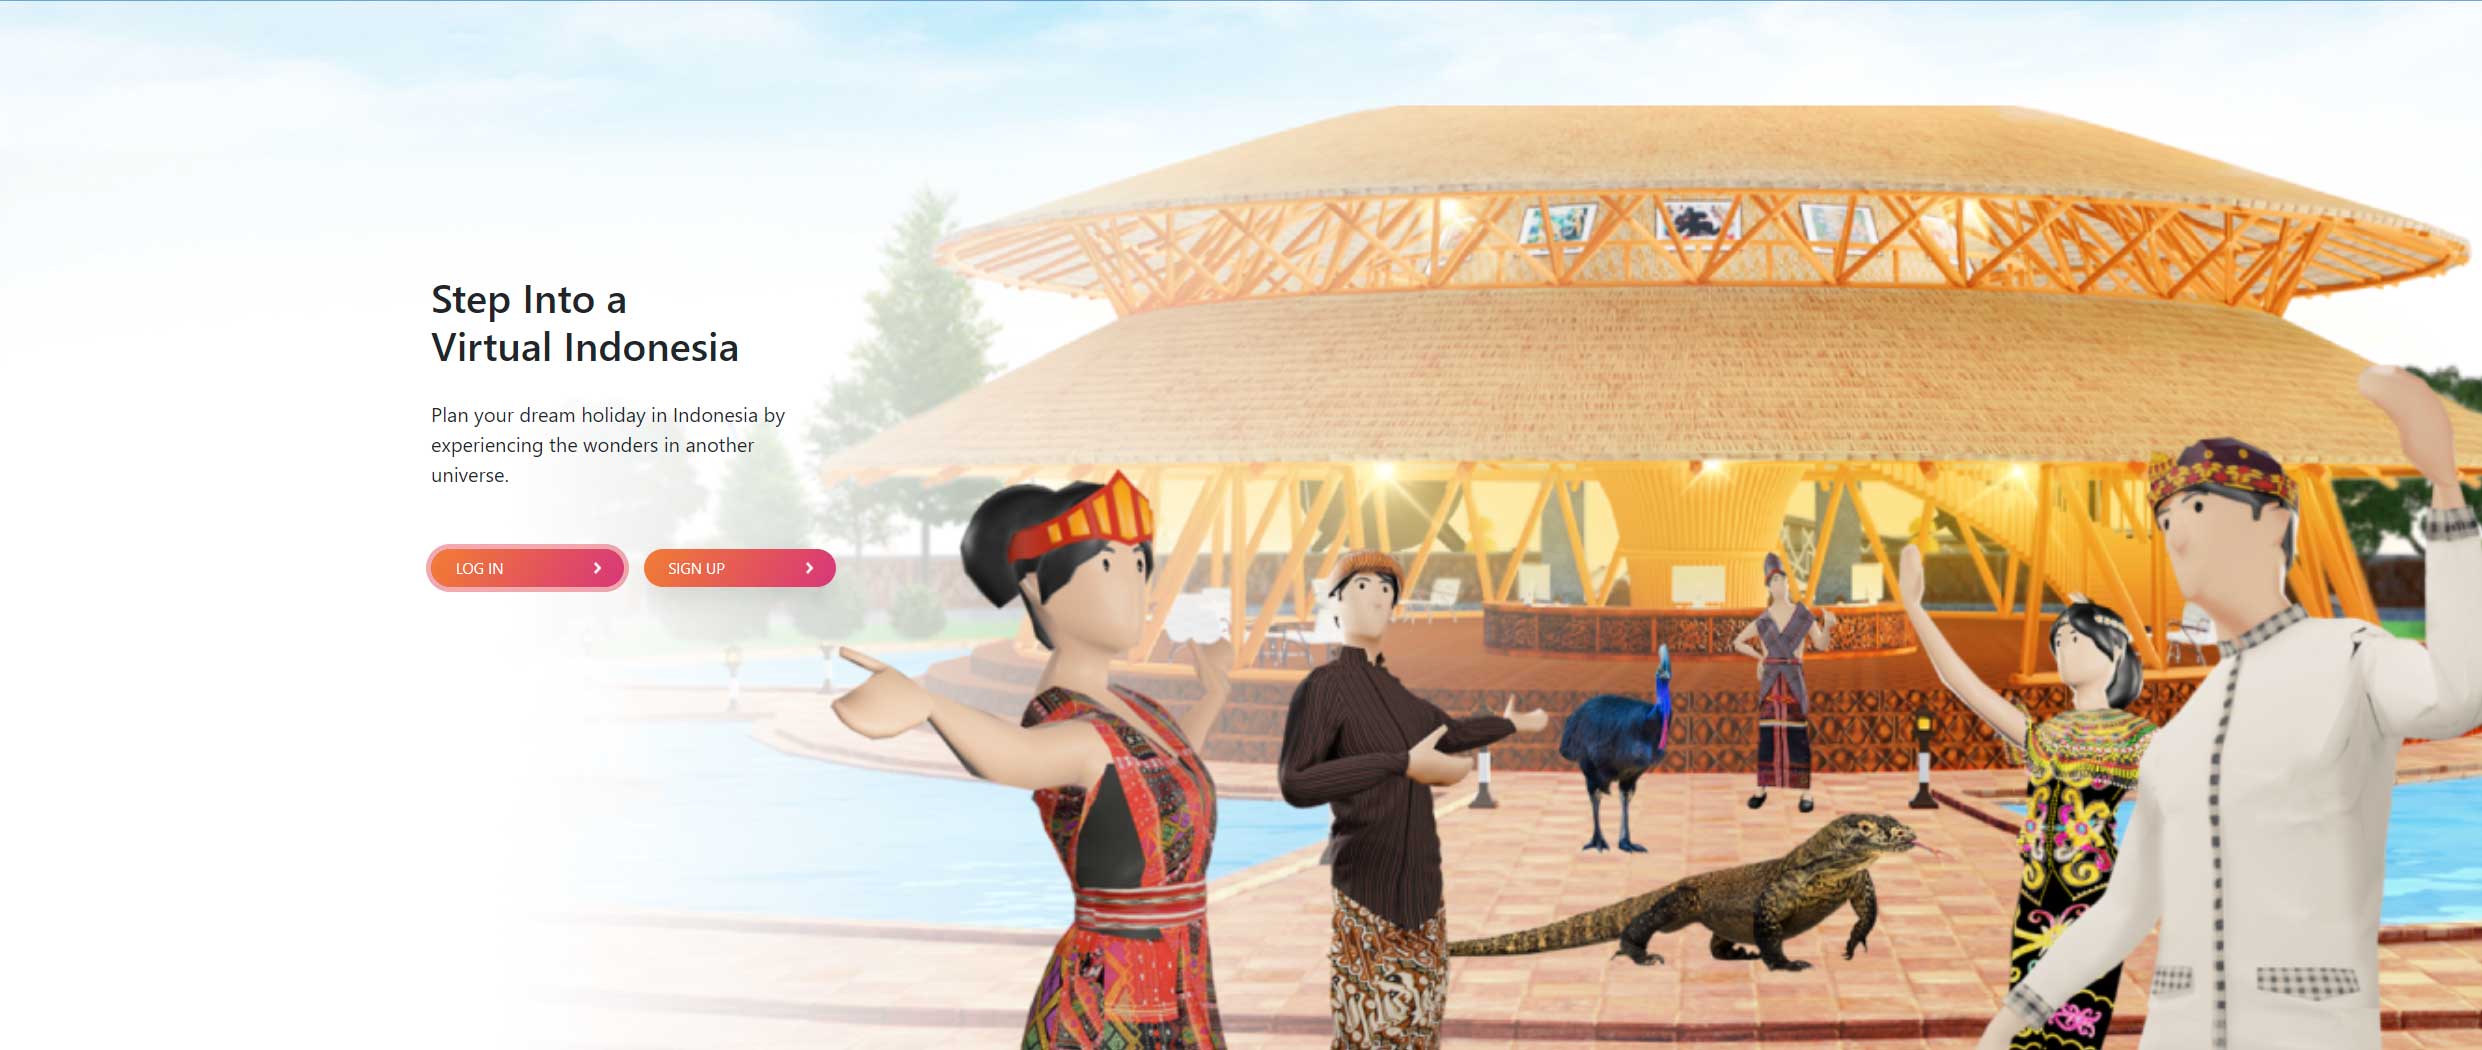 Step Into a
Virtual Indonesia
Plan your dream holiday in Indonesia by
experiencing the wonders in another
universe.
LOG IN
SIGN UP